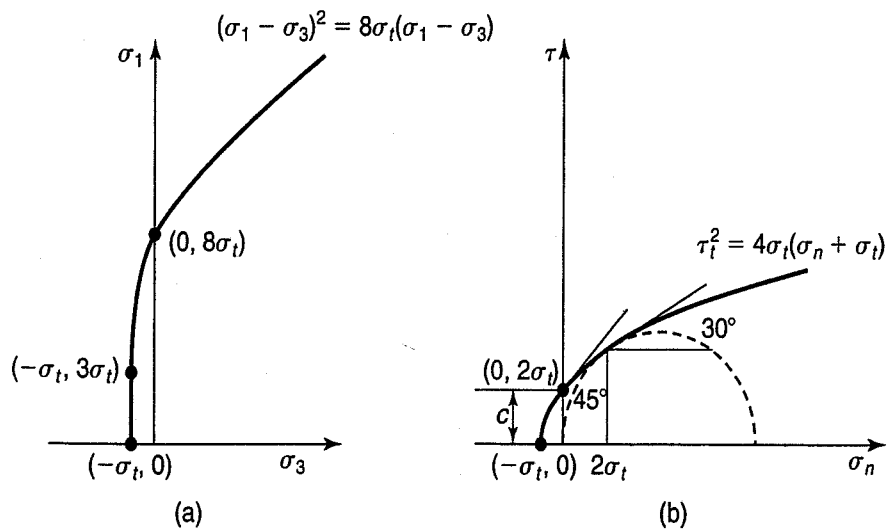 (σ₁ − σ₃)² = 8σₜ(σ₁ − σ₃)
σ₁
(0, 8σₜ)
(−σₜ, 3σₜ)
(−σₜ, 0)
σ₃
(a)
τ
τₜ² = 4σₜ(σₙ + σₜ)
30°
(0, 2σₜ)
45°
c
(−σₜ, 0)
2σₜ
σₙ
(b)